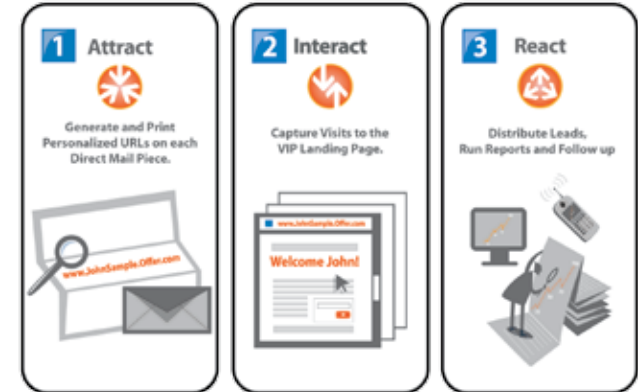 1 Attract
Generate and Print
Personalized URLs on each
Direct Mail Piece.
www.JohnSample.Offer.com
2 Interact
Capture Visits to the
VIP Landing Page.
www.JohnSample.Offer.com
Welcome John!
3 React
Distribute Leads,
Run Reports and Follow up